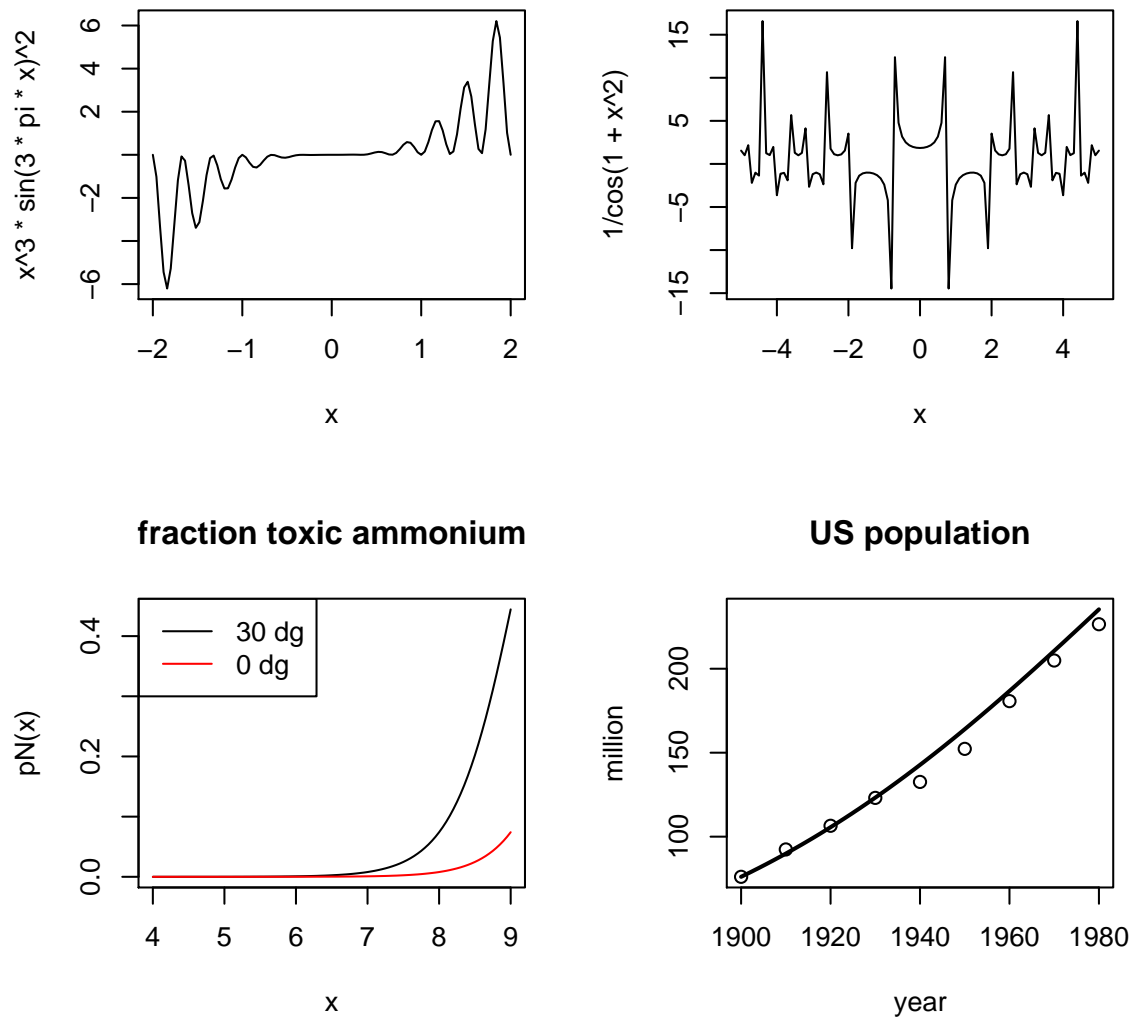 x^3 * sin(3 * pi * x)^2
6
4
2
−2
−6
−2 −1 0 1 2
x
1/cos(1 + x^2)
15
5
−5
−15
−4 −2 0 2 4
x
fraction toxic ammonium
pN(x)
0.4
0.2
0.0
30 dg
0 dg
4 5 6 7 8 9
x
US population
million
200
150
100
1900 1920 1940 1960 1980
year